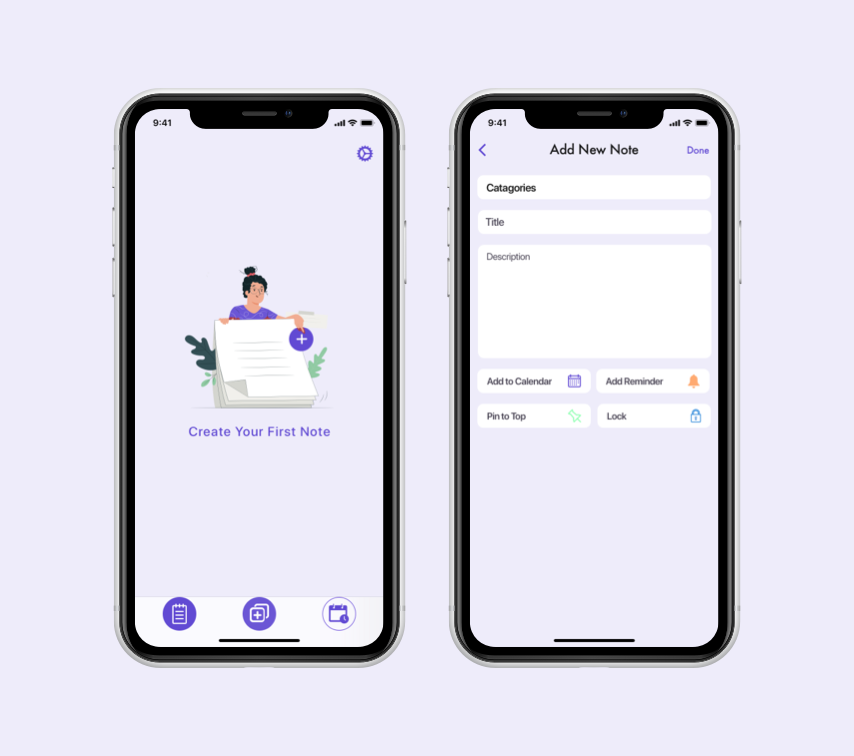 9:41
Create Your First Note
9:41
Add New Note
Done
Catagories
Title
Description
Add to Calendar
Add Reminder
Pin to Top
Lock